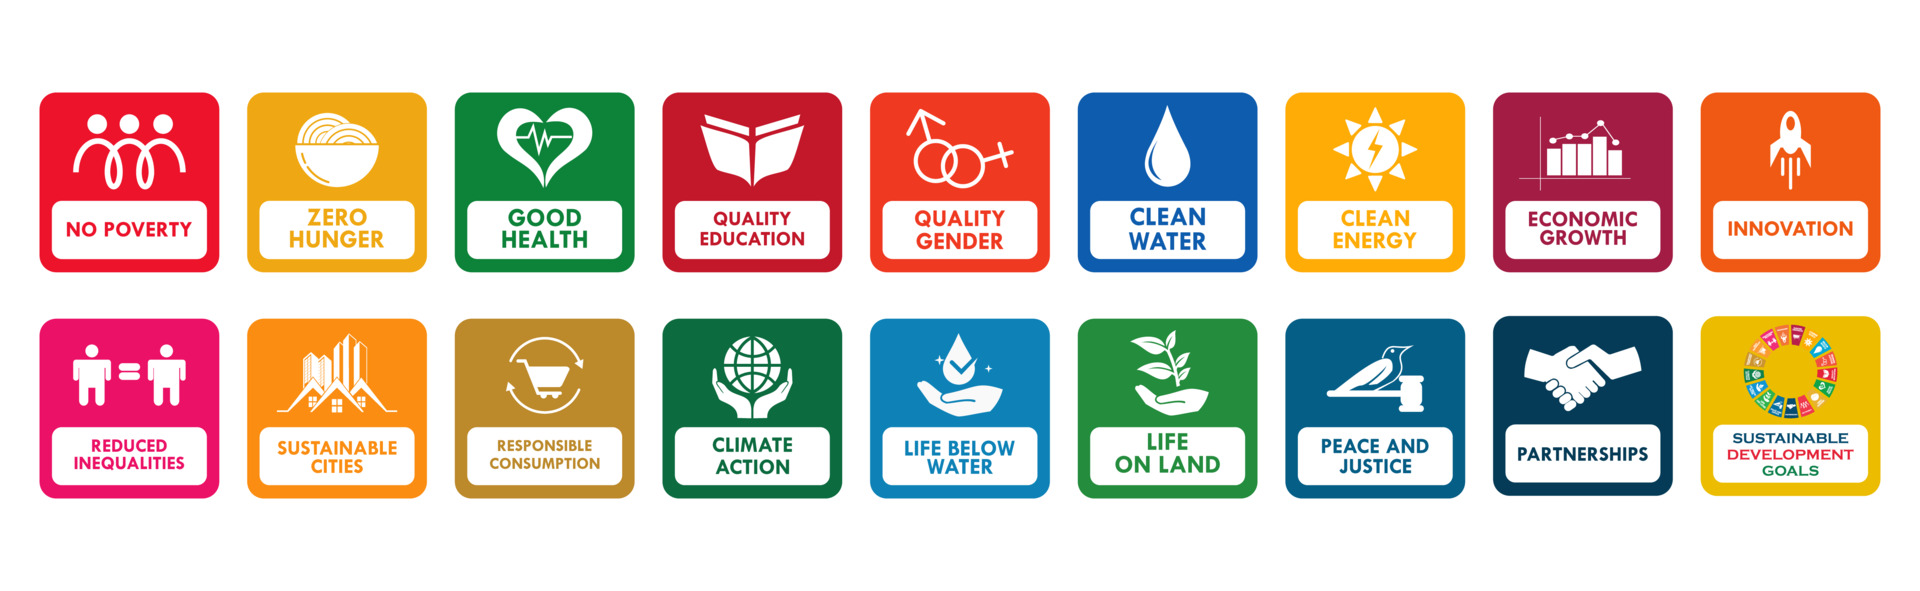 NO POVERTY
ZERO
HUNGER
GOOD
HEALTH
QUALITY
EDUCATION
QUALITY
GENDER
CLEAN
WATER
CLEAN
ENERGY
ECONOMIC
GROWTH
INNOVATION
REDUCED
INEQUALITIES
SUSTAINABLE
CITIES
RESPONSIBLE
CONSUMPTION
CLIMATE
ACTION
LIFE BELOW
WATER
LIFE
ON LAND
PEACE AND
JUSTICE
PARTNERSHIPS
SUSTAINABLE
DEVELOPMENT
GOALS